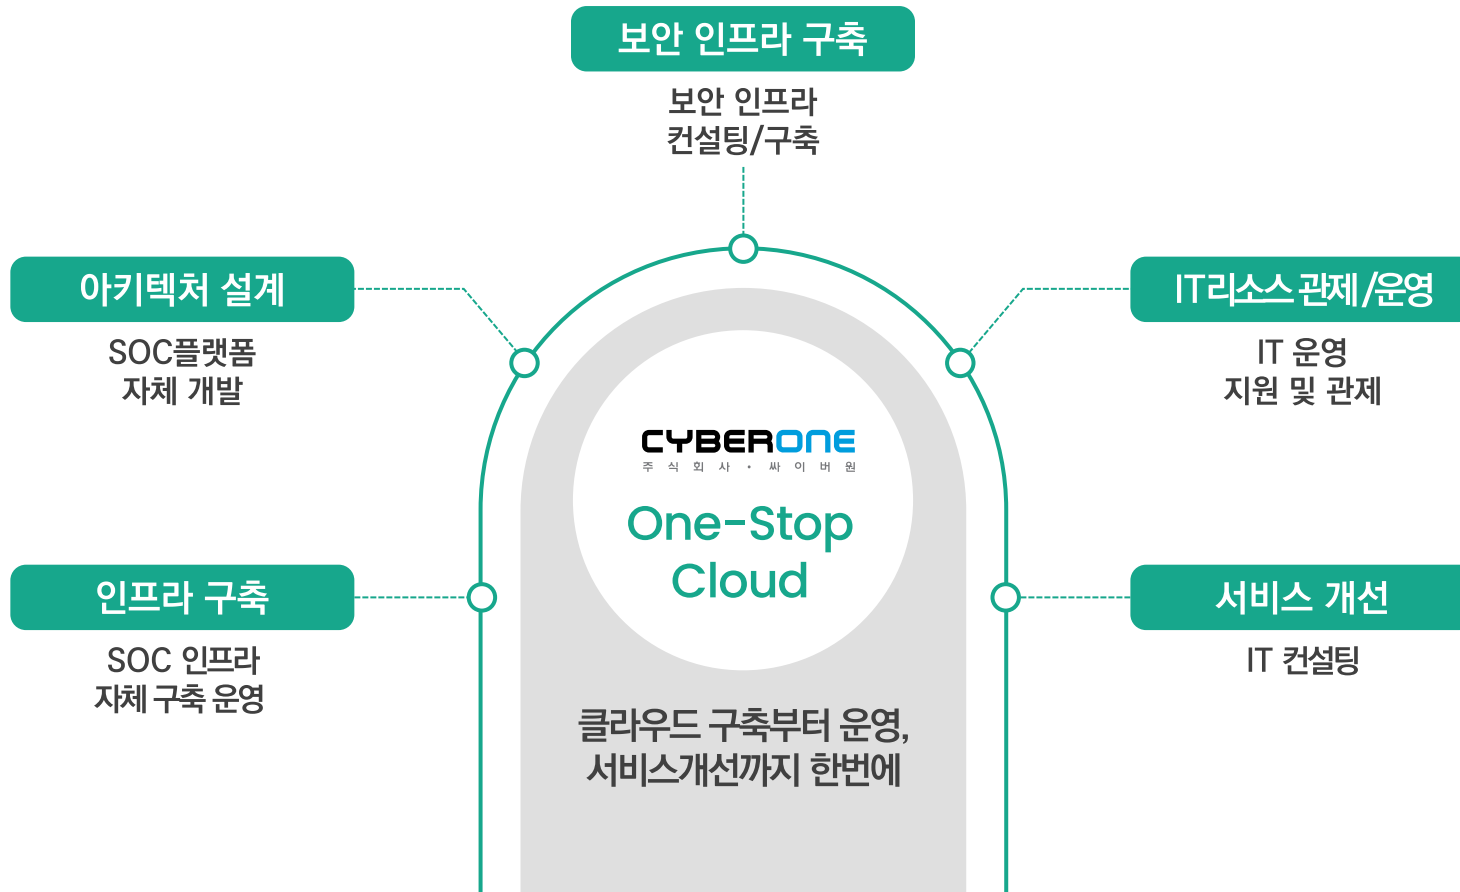 보안 인프라 구축
보안 인프라
컨설팅/구축
아키텍처 설계
SOC플랫폼
자체 개발
IT리소스 관제/운영
IT 운영
지원 및 관제
CYBERONE
주식회사 · 싸이버원
One-Stop
Cloud
인프라 구축
SOC 인프라
자체 구축 운영
서비스 개선
IT 컨설팅
클라우드 구축부터 운영,
서비스개선까지 한번에